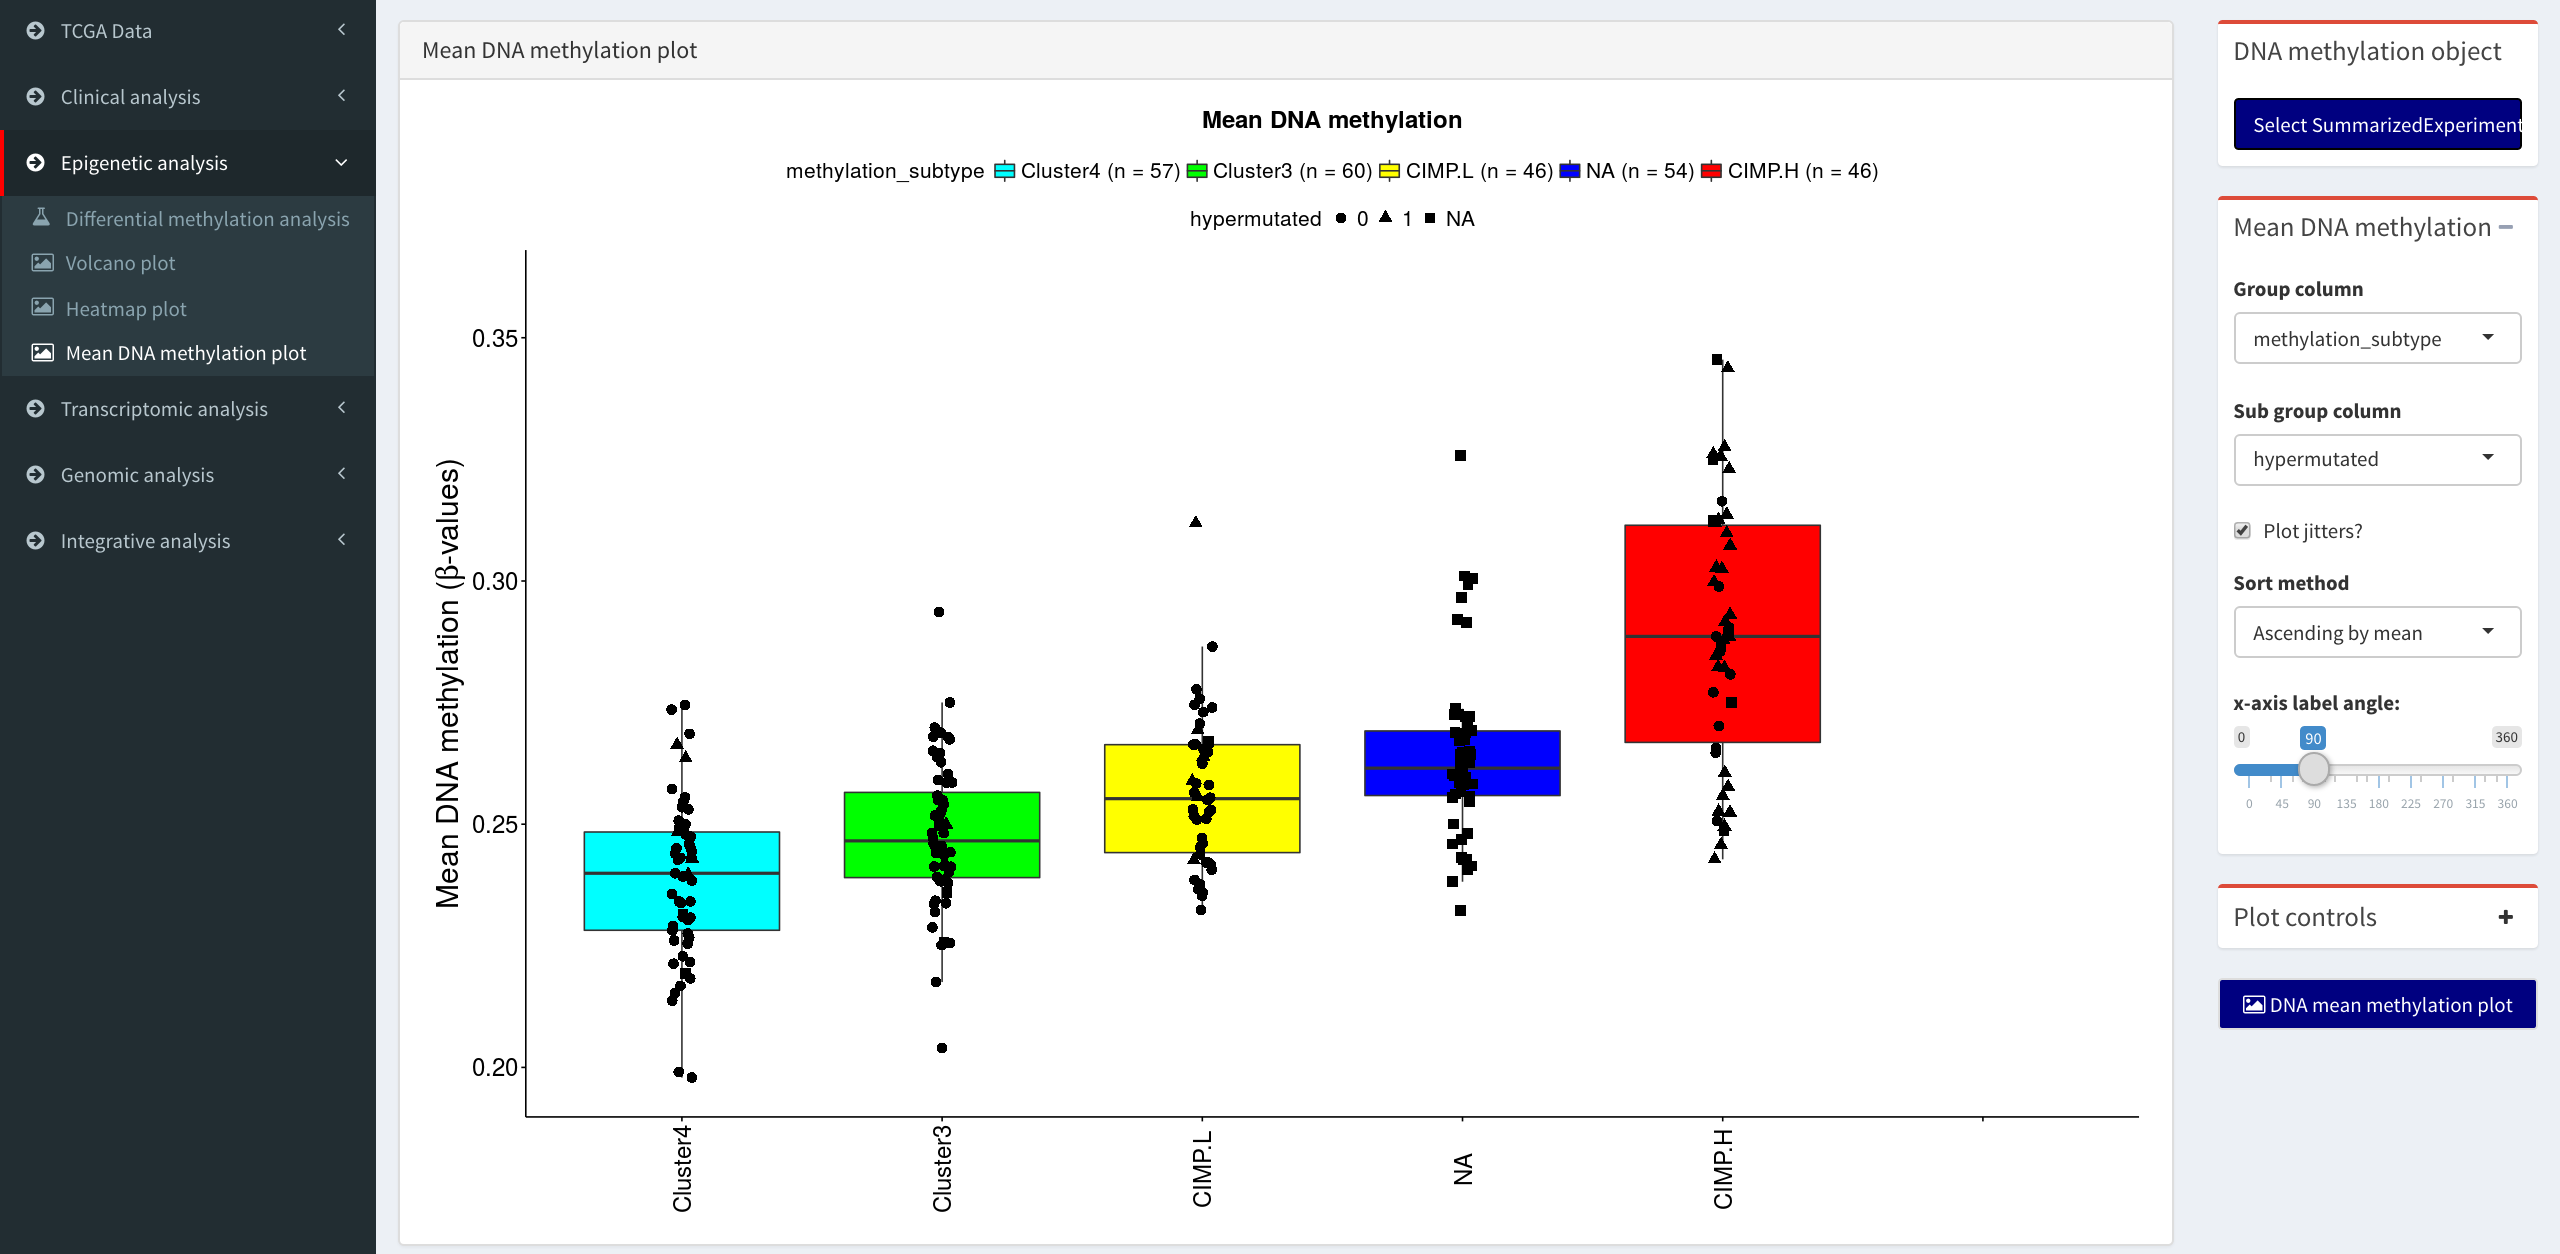 TCGA Data
Clinical analysis
Epigenetic analysis
Differential methylation analysis
Volcano plot
Heatmap plot
Mean DNA methylation plot
Transcriptomic analysis
Genomic analysis
Integrative analysis
Mean DNA methylation plot
Mean DNA methylation
methylation_subtype Cluster4 (n = 57) Cluster3 (n = 60) CIMP.L (n = 46) NA (n = 54) CIMP.H (n = 46)
hypermutated 0 1 NA
Mean DNA methylation (β-values)
0.35
0.30
0.25
0.20
Cluster4
Cluster3
CIMP.L
NA
CIMP.H
DNA methylation object
Select SummarizedExperiment
Mean DNA methylation
Group column
methylation_subtype
Sub group column
hypermutated
Plot jitters?
Sort method
Ascending by mean
x-axis label angle:
0 90 360
0 45 90 135 180 225 270 315 360
Plot controls
DNA mean methylation plot